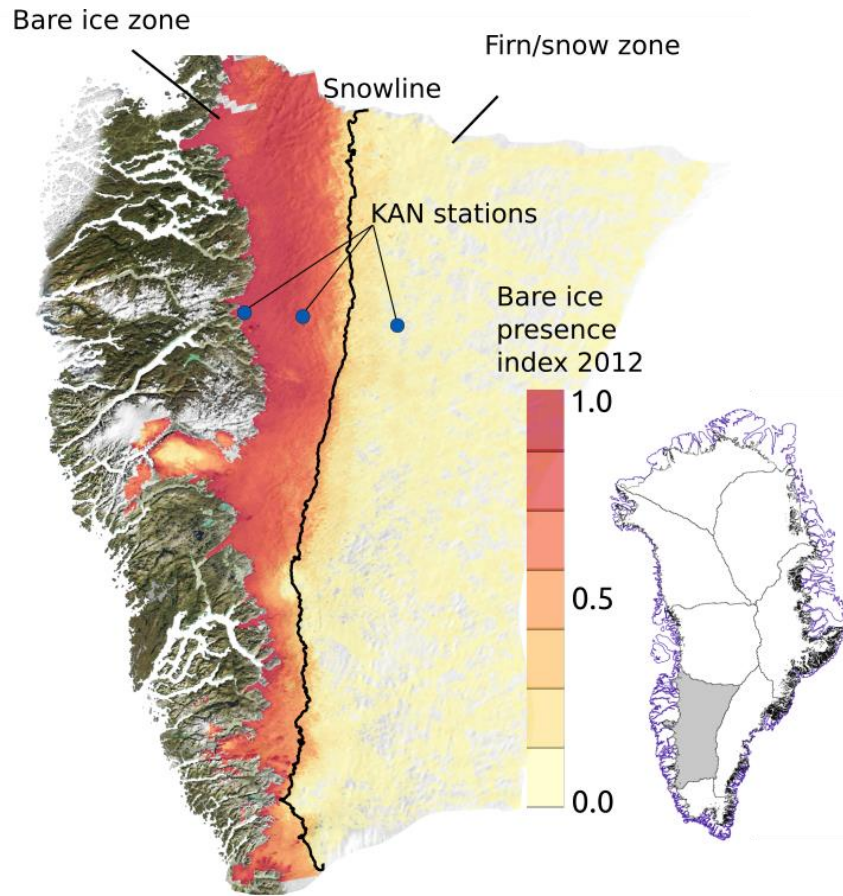 Bare ice zone
Firn/snow zone
Snowline
KAN stations
Bare ice
presence
index 2012
1.0
0.5
0.0